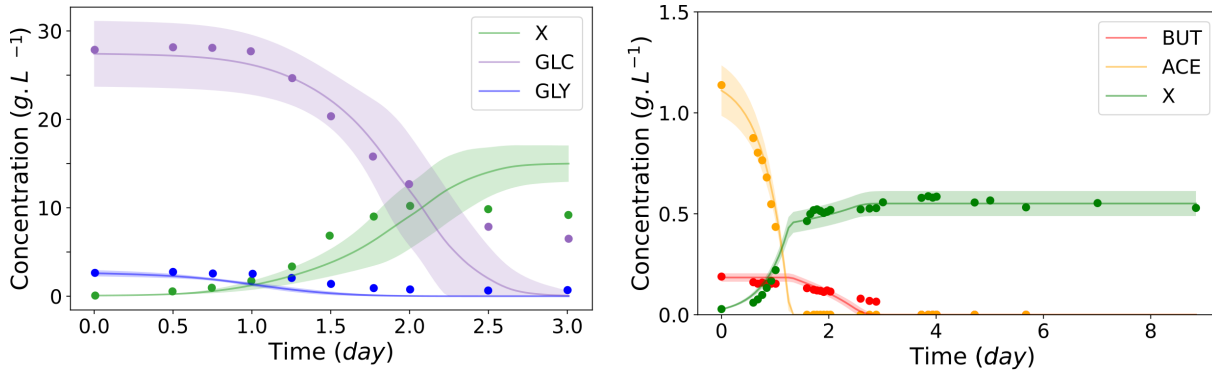 Concentration (g.L⁻¹)
30
20
10
0
X
GLC
GLY
0.0 0.5 1.0 1.5 2.0 2.5 3.0
Time (day)
Concentration (g.L⁻¹)
1.5
1.0
0.5
0.0
BUT
ACE
X
0 2 4 6 8
Time (day)